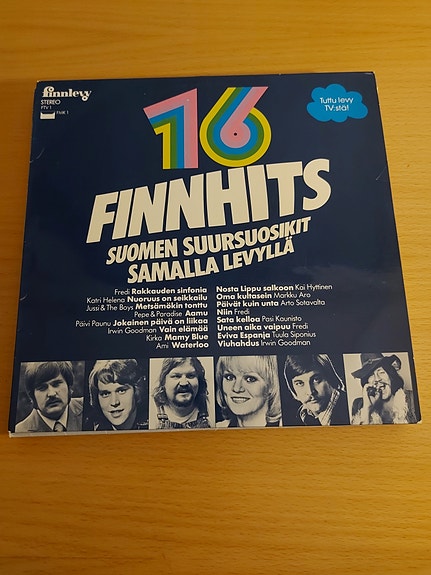 finnlevy
STEREO
PTV 1
FMK 1
Tuttu levy
TV:stä!
16
FINNHITS
SUOMEN SUURSUOSIKIT
SAMALLA LEVYLLÄ
Fredi Rakkauden sinfonia
Katri Helena Nuoruus on seikkailu
Jussi & The Boys Metsämökin tonttu
Pepe & Paradise Aamu
Päivi Paunu Jokainen päivä on liikaa
Irwin Goodman Vain elämää
Kirka Mamy Blue
Ami Waterloo
Nosta Lippu salkoon Kai Hyttinen
Oma kultasein Markku Aro
Päivät kuin unta Arto Sotavalta
Niin Fredi
Sata kelloa Pasi Kaunisto
Uneen aika vaipuu Fredi
Eviva Espanja Tuula Siponius
Viuhahdus Irwin Goodman